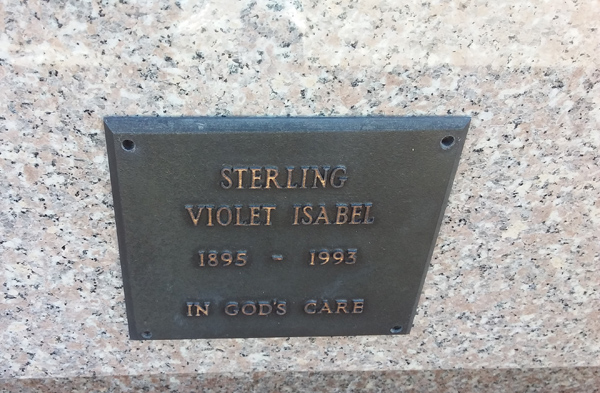 STERLING
VIOLET ISABEL
1895 - 1993
IN GOD'S CARE